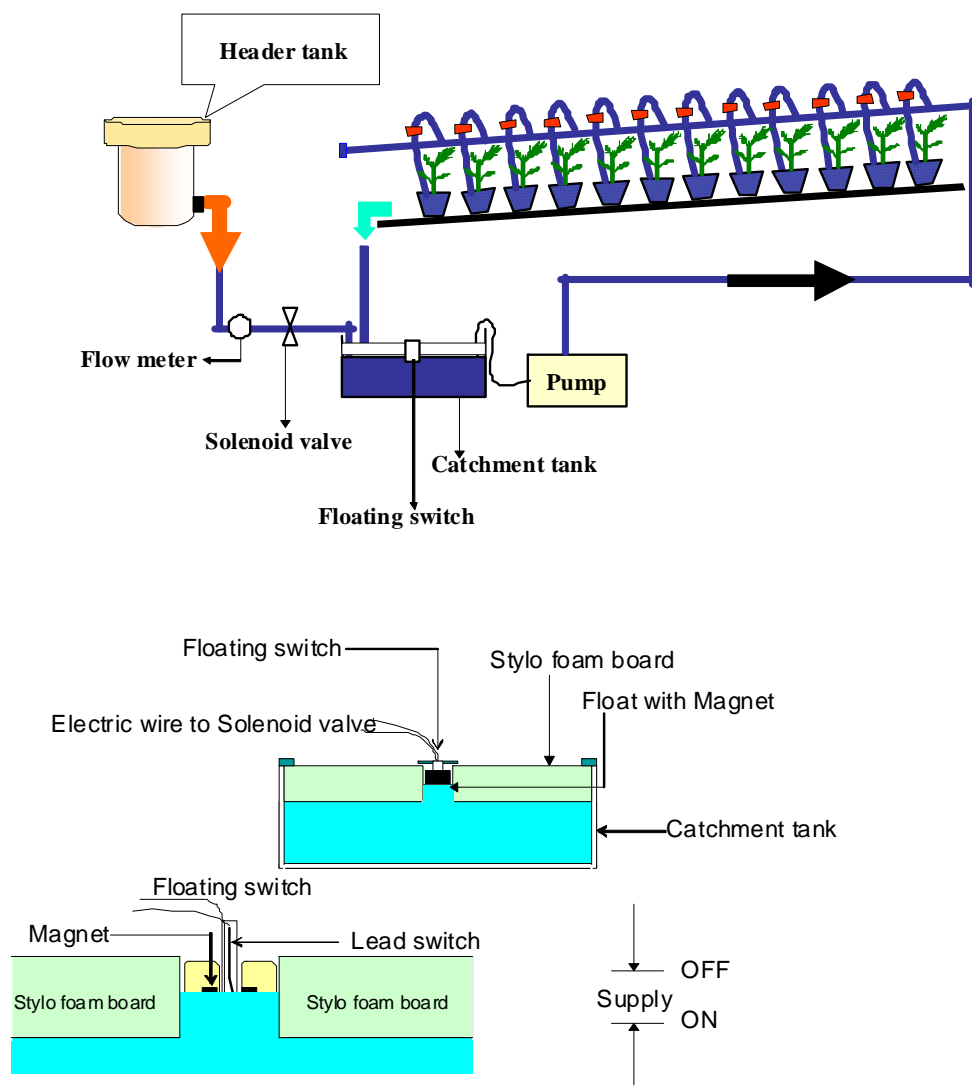 Header tank
Flow meter
Pump
Solenoid valve
Catchment tank
Floating switch
Floating switch
Stylo foam board
Float with Magnet
Electric wire to Solenoid valve
Catchment tank
Floating switch
Magnet
Lead switch
OFF
Stylo foam board
Stylo foam board
Supply
ON